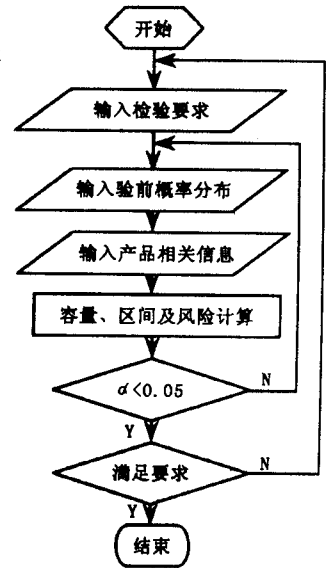 开始
输入检验要求
输入验前概率分布
输入产品相关信息
容量、区间及风险计算
α<0.05
N
Y
满足要求
N
Y
结束